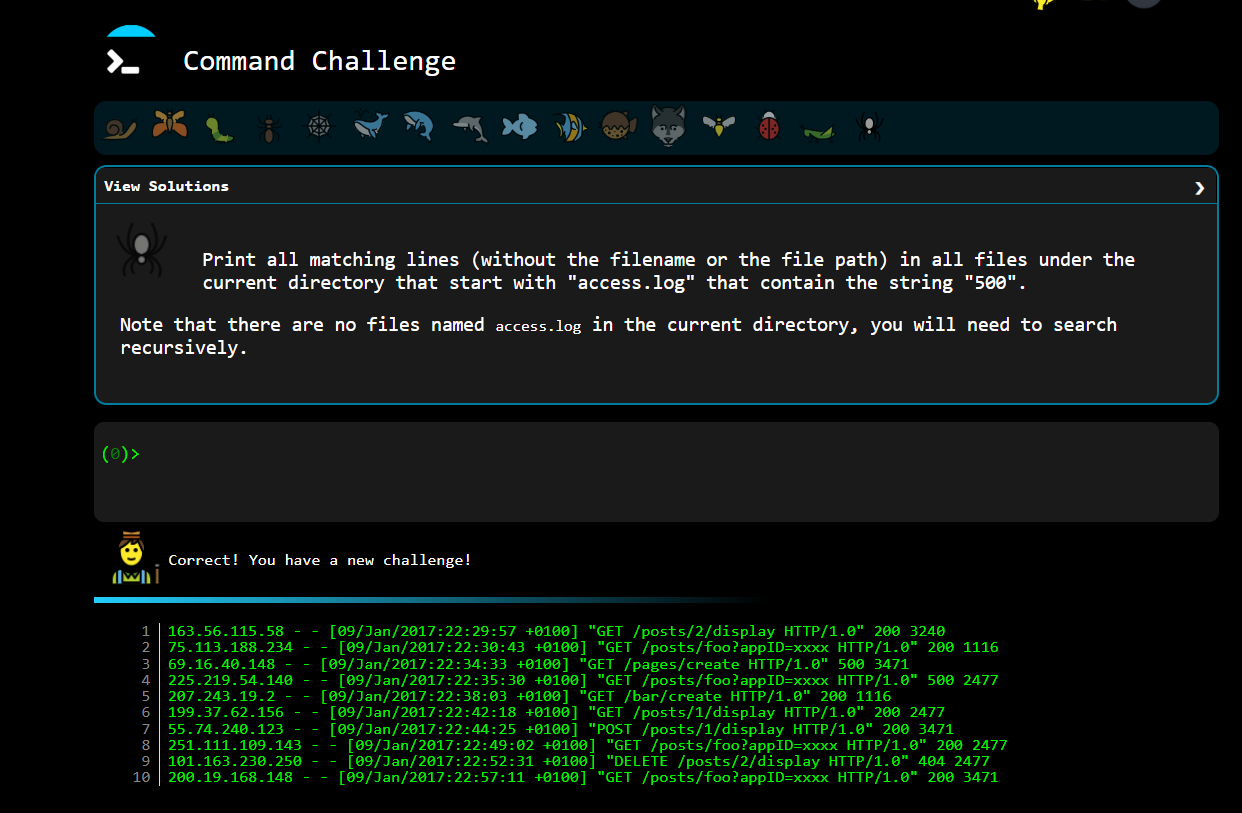 Command Challenge
View Solutions
Print all matching lines (without the filename or the file path) in all files under the
current directory that start with "access.log" that contain the string "500".
Note that there are no files named access.log in the current directory, you will need to search
recursively.
(0)>
Correct! You have a new challenge!
1 163.56.115.58 - - [09/Jan/2017:22:29:57 +0100] "GET /posts/2/display HTTP/1.0" 200 3240
2 75.113.188.234 - - [09/Jan/2017:22:30:43 +0100] "GET /posts/foo?appID=xxxx HTTP/1.0" 200 1116
3 69.16.40.148 - - [09/Jan/2017:22:34:33 +0100] "GET /pages/create HTTP/1.0" 500 3471
4 225.219.54.140 - - [09/Jan/2017:22:35:30 +0100] "GET /posts/foo?appID=xxxx HTTP/1.0" 500 2477
5 207.243.19.2 - - [09/Jan/2017:22:38:03 +0100] "GET /bar/create HTTP/1.0" 200 1116
6 199.37.62.156 - - [09/Jan/2017:22:42:18 +0100] "GET /posts/1/display HTTP/1.0" 200 2477
7 55.74.240.123 - - [09/Jan/2017:22:44:25 +0100] "POST /posts/1/display HTTP/1.0" 200 3471
8 251.111.109.143 - - [09/Jan/2017:22:49:02 +0100] "GET /posts/foo?appID=xxxx HTTP/1.0" 200 2477
9 101.163.230.250 - - [09/Jan/2017:22:52:31 +0100] "DELETE /posts/2/display HTTP/1.0" 404 2477
10 200.19.168.148 - - [09/Jan/2017:22:57:11 +0100] "GET /posts/foo?appID=xxxx HTTP/1.0" 200 3471